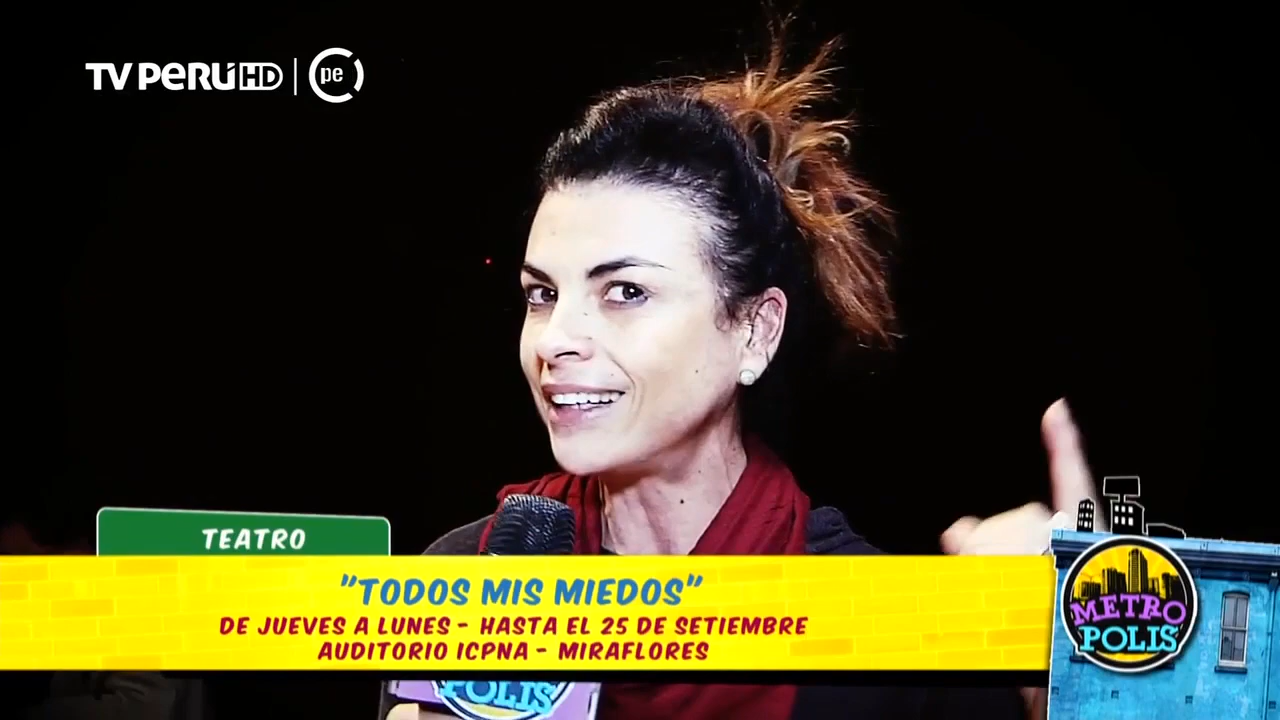 TV PERÚ HD | pe
TEATRO
"TODOS MIS MIEDOS"
DE JUEVES A LUNES - HASTA EL 25 DE SETIEMBRE
AUDITORIO ICPNA - MIRAFLORES
METRO
POLIS
POLIS